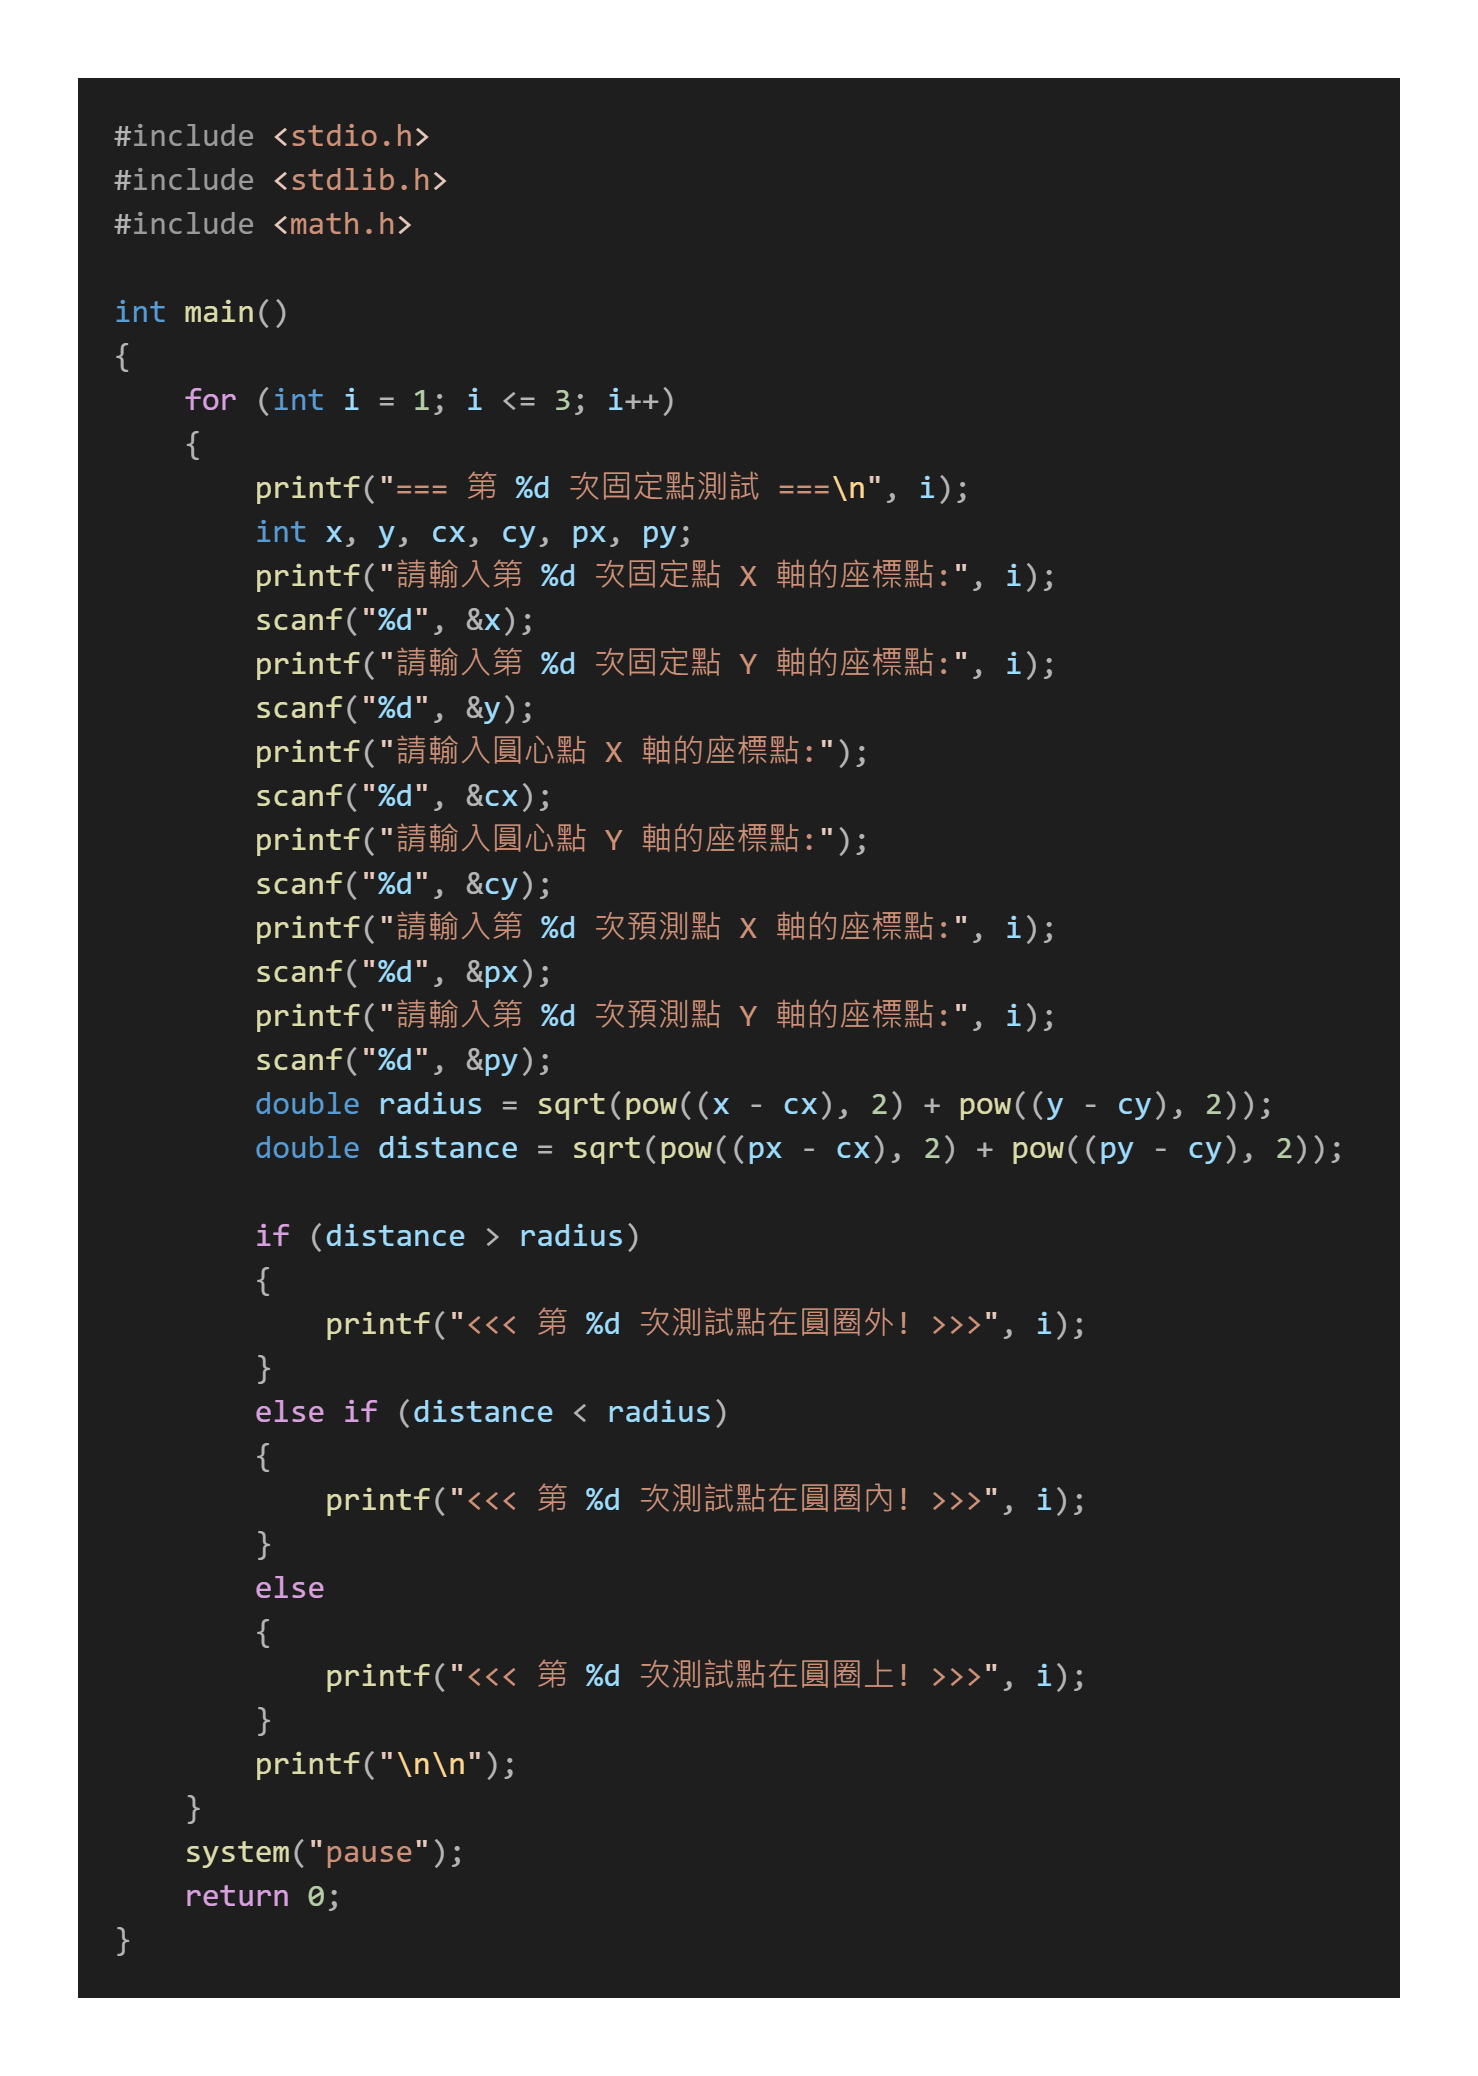 #include <stdio.h>
#include <stdlib.h>
#include <math.h>

int main()
{
    for (int i = 1; i <= 3; i++)
    {
        printf("=== 第 %d 次固定點測試 ===\n", i);
        int x, y, cx, cy, px, py;
        printf("請輸入第 %d 次固定點 X 軸的座標點:", i);
        scanf("%d", &x);
        printf("請輸入第 %d 次固定點 Y 軸的座標點:", i);
        scanf("%d", &y);
        printf("請輸入圓心點 X 軸的座標點:");
        scanf("%d", &cx);
        printf("請輸入圓心點 Y 軸的座標點:");
        scanf("%d", &cy);
        printf("請輸入第 %d 次預測點 X 軸的座標點:", i);
        scanf("%d", &px);
        printf("請輸入第 %d 次預測點 Y 軸的座標點:", i);
        scanf("%d", &py);
        double radius = sqrt(pow((x - cx), 2) + pow((y - cy), 2));
        double distance = sqrt(pow((px - cx), 2) + pow((py - cy), 2));

        if (distance > radius)
        {
            printf("<<< 第 %d 次測試點在圓圈外! >>>", i);
        }
        else if (distance < radius)
        {
            printf("<<< 第 %d 次測試點在圓圈內! >>>", i);
        }
        else
        {
            printf("<<< 第 %d 次測試點在圓圈上! >>>", i);
        }
        printf("\n\n");
    }
    system("pause");
    return 0;
}